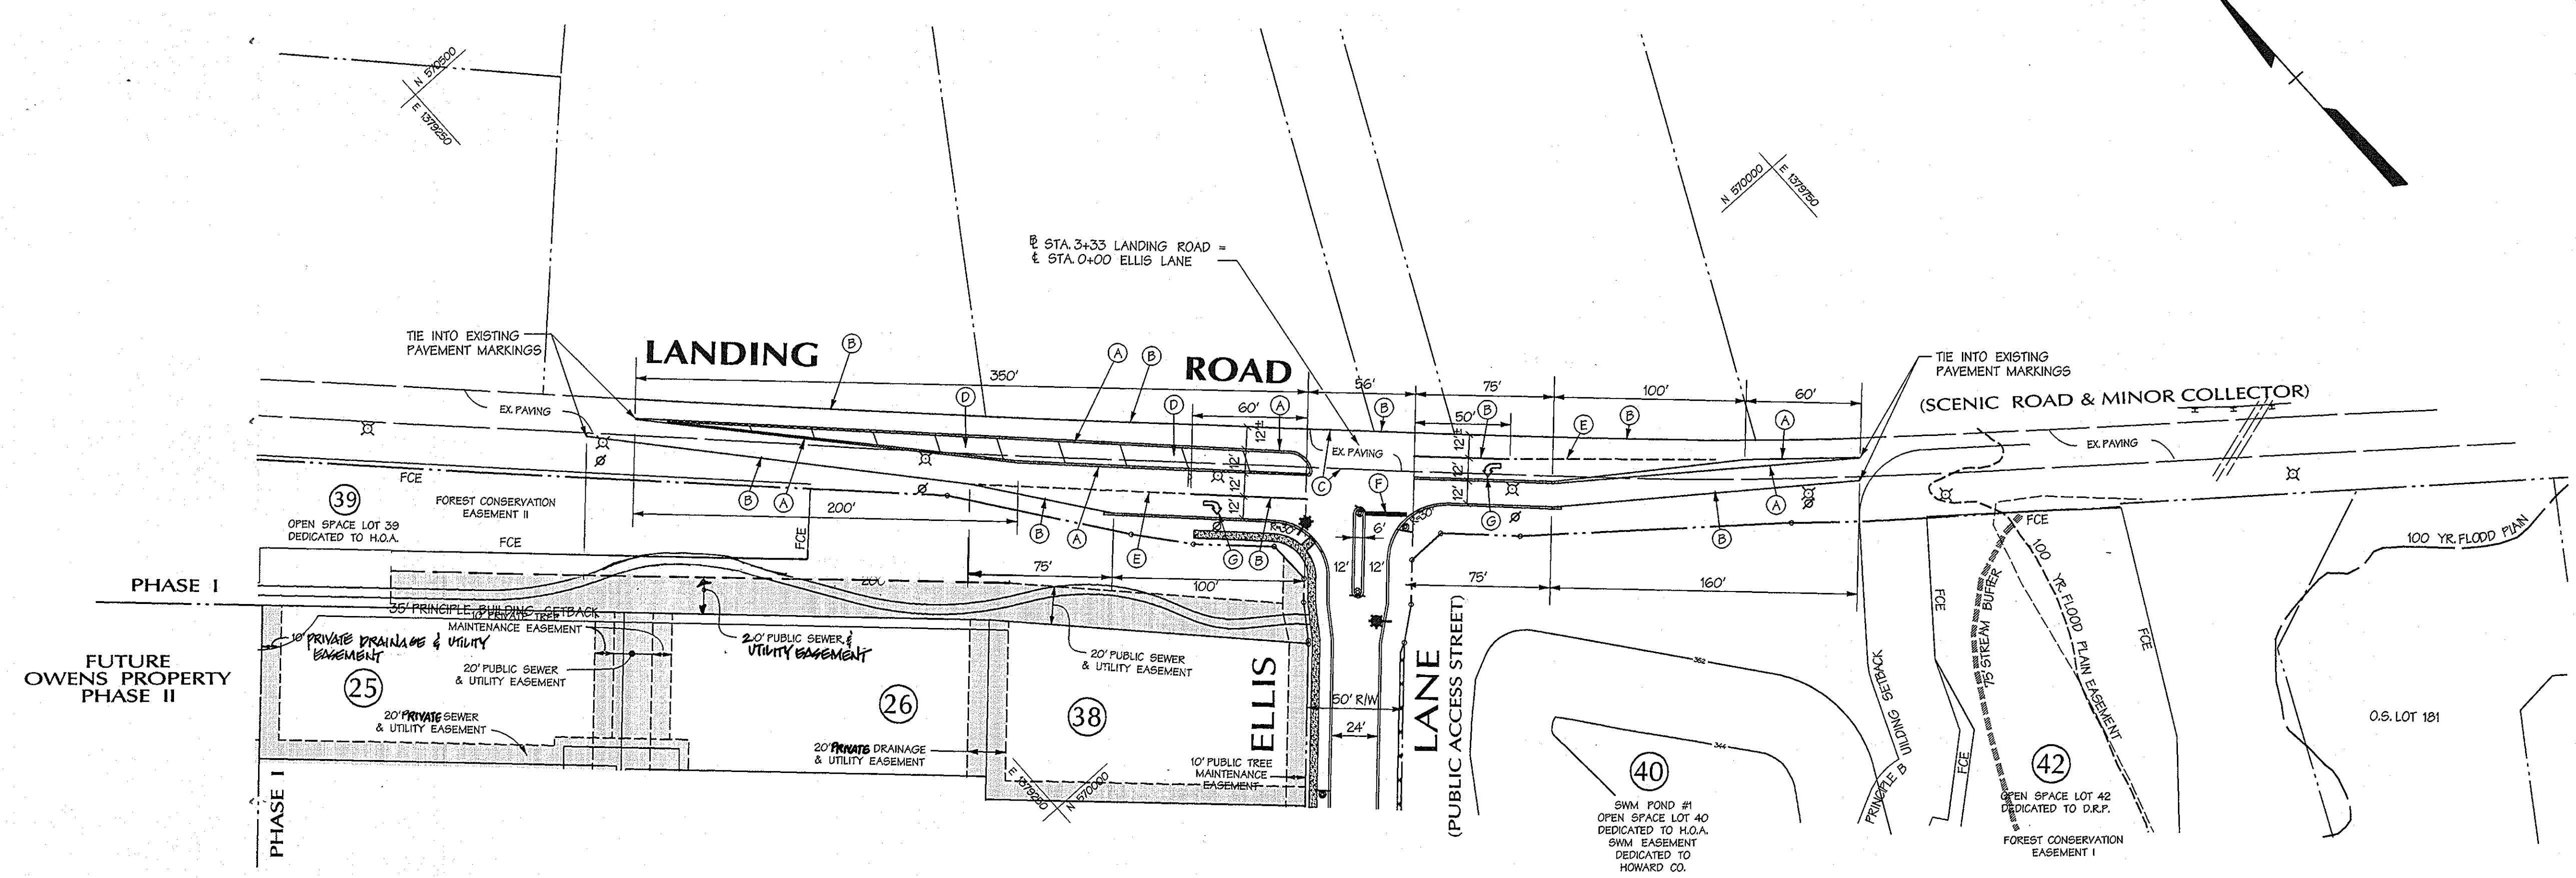 N 570500
E 1379250
N 570000
E 1379750
P STA. 3+33 LANDING ROAD =
℄ STA. 0+00 ELLIS LANE
TIE INTO EXISTING
PAVEMENT MARKINGS
LANDING ROAD
B
A
B
350'
56'
75'
100'
60'
TIE INTO EXISTING
PAVEMENT MARKINGS
(SCENIC ROAD & MINOR COLLECTOR)
EX. PAVING
D
D
60'
A
B
50'
B
E
B
A
EX. PAVING
12'±
12'
12'
EX. PAVING
12'±
12'
12'
C
F
G
A
B
FCE
39
OPEN SPACE LOT 39
DEDICATED TO H.O.A.
FOREST CONSERVATION
EASEMENT II
B
A
200'
B
A
E
G
B
R=30'
R=30'
6'
12'
12'
FCE
FCE
FCE
100 YR. FLODD PLAIN
PHASE I
75'
100'
75'
160'
200'
35' PRINCIPLE BUILDING SETBACK
10' PRIVATE TREE
MAINTENANCE EASEMENT
10' PRIVATE DRAINAGE & UTILITY
EASEMENT
20' PUBLIC SEWER &
UTILITY EASEMENT
20' PUBLIC SEWER
& UTILITY EASEMENT
20' PUBLIC SEWER
& UTILITY EASEMENT
FUTURE
OWENS PROPERTY
PHASE II
25
26
38
20' PRIVATE SEWER
& UTILITY EASEMENT
20' PRIVATE DRAINAGE
& UTILITY EASEMENT
10' PUBLIC TREE
MAINTENANCE
EASEMENT
E 1379250
N 570000
PHASE I
ELLIS LANE
(PUBLIC ACCESS STREET)
50' R/W
24'
362
344
40
SWM POND #1
OPEN SPACE LOT 40
DEDICATED TO H.O.A.
SWM EASEMENT
DEDICATED TO
HOWARD CO.
PRINCIPLE BUILDING SETBACK
FCE
FCE
75' STREAM BUFFER
100 YR. FLOOD PLAIN EASEMENT
FCE
42
OPEN SPACE LOT 42
DEDICATED TO D.R.P.
FOREST CONSERVATION
EASEMENT I
O.S. LOT 181